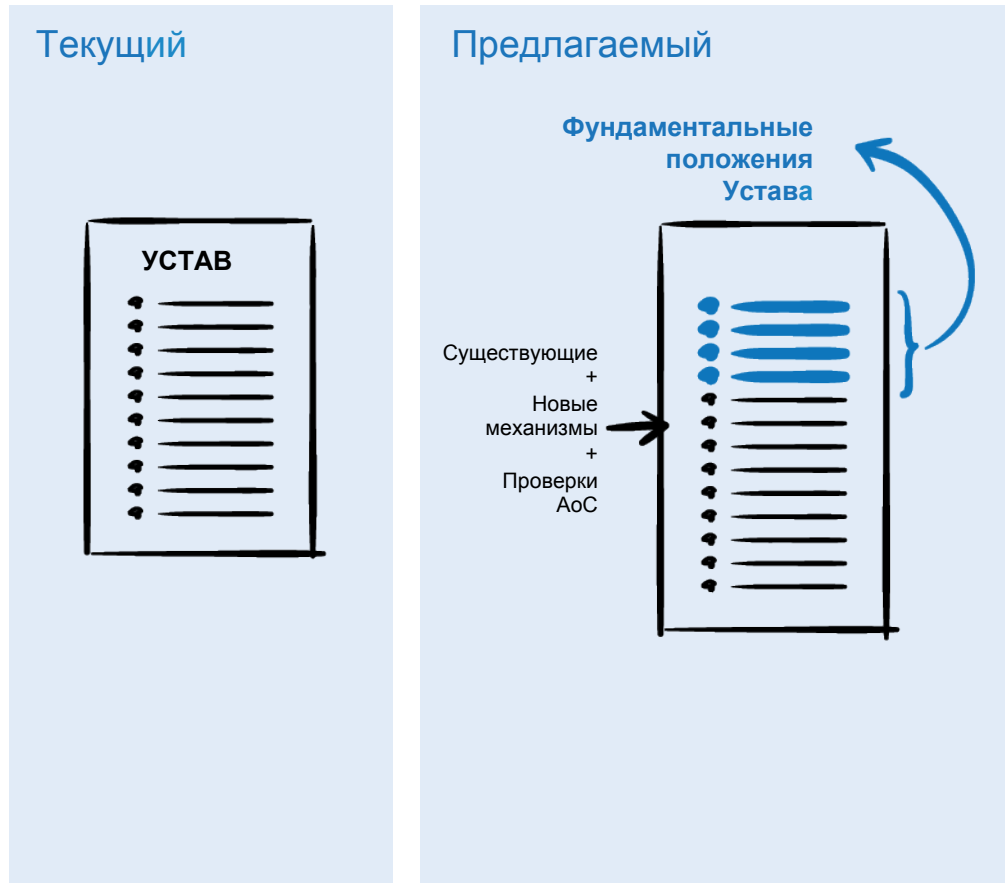 Текущий
УСТАВ
Предлагаемый
Фундаментальные
положения
Устава
Существующие
+
Новые
механизмы
+
Проверки
AoC